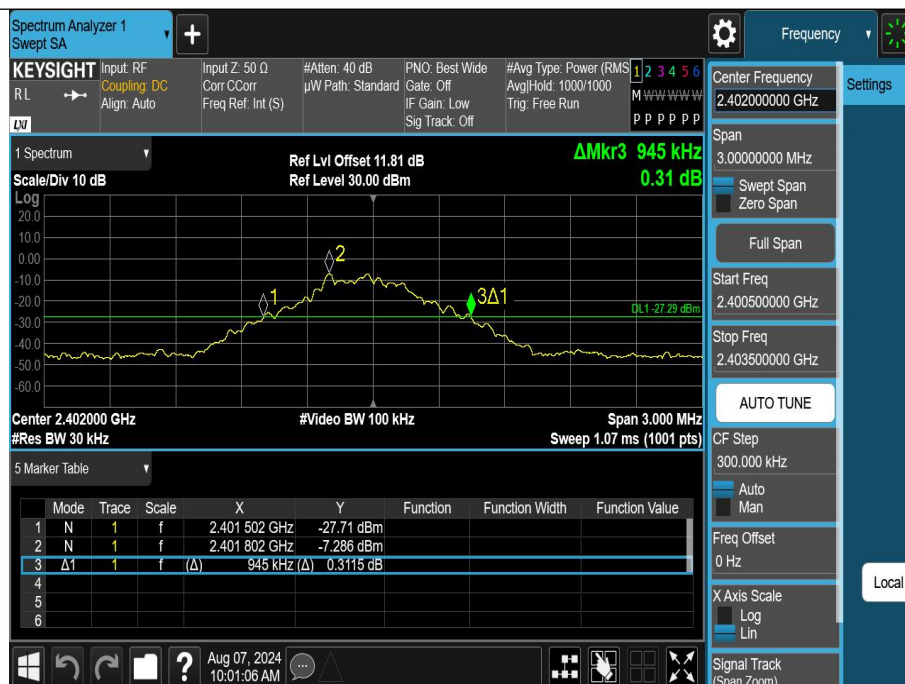 Spectrum Analyzer 1
Swept SA
+
Frequency
KEYSIGHT
Input: RF
Coupling: DC
Align: Auto
Input Z: 50 Ω
Corr CCorr
Freq Ref: Int (S)
#Atten: 40 dB
µW Path: Standard
PNO: Best Wide
Gate: Off
IF Gain: Low
Sig Track: Off
#Avg Type: Power (RMS
Avg|Hold: 1000/1000
Trig: Free Run
1 2 3 4 5 6
M W W W W W
P P P P P P
R L
LXI
Center Frequency
2.402000000 GHz
Settings
Span
3.00000000 MHz
Swept Span
Zero Span
Full Span
Start Freq
2.400500000 GHz
Stop Freq
2.403500000 GHz
AUTO TUNE
CF Step
300.000 kHz
Auto
Man
Freq Offset
0 Hz
X Axis Scale
Log
Lin
Signal Track
(Span Zoom)
Local
1 Spectrum
Scale/Div 10 dB
Ref Lvl Offset 11.81 dB
Ref Level 30.00 dBm
ΔMkr3 945 kHz
0.31 dB
Log
20.0
10.0
0.00
-10.0
-20.0
-30.0
-40.0
-50.0
-60.0
1
2
3Δ1
DL1 -27.29 dBm
Center 2.402000 GHz
#Res BW 30 kHz
#Video BW 100 kHz
Span 3.000 MHz
Sweep 1.07 ms (1001 pts)
5 Marker Table
Mode Trace Scale X Y Function Function Width Function Value
1 N 1 f 2.401 502 GHz -27.71 dBm
2 N 1 f 2.401 802 GHz -7.286 dBm
3 Δ1 1 f (Δ) 945 kHz (Δ) 0.3115 dB
4
5
6
?
Aug 07, 2024
10:01:06 AM